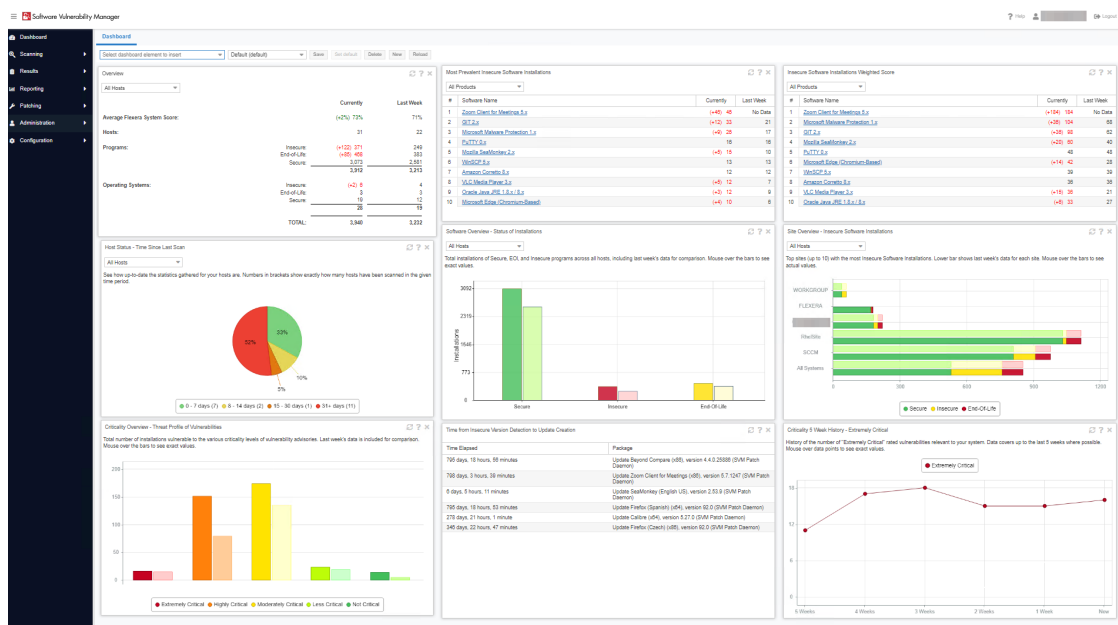 Software Vulnerability Manager
Help
Logout
Dashboard
Scanning
Results
Reporting
Patching
Administration
Configuration
Dashboard
Select dashboard element to insert
Default (default)
Save
Set default
Delete
New
Reload
Overview
All Hosts
Currently Last Week
Average Flexera System Score: (+2%) 73% 71%
Hosts: 31 22
Programs: Insecure: (+122) 371 249
End-of-Life: (+85) 468 383
Secure: 3,073 2,581
3,912 3,213
Operating Systems: Insecure: (+2) 6 4
End-of-Life: 3 3
Secure: 19 12
28 19
TOTAL: 3,940 3,232
Most Prevalent Insecure Software Installations
All Products
# Software Name Currently Last Week
1 Zoom Client for Meetings 5.x (+46) 46 No Data
2 GIT 2.x (+12) 33 21
3 Microsoft Malware Protection 1.x (+9) 26 17
4 PuTTY 0.x 16 16
5 Mozilla SeaMonkey 2.x (+5) 15 10
6 WinSCP 5.x 13 13
7 Amazon Corretto 8.x 12 12
8 VLC Media Player 3.x (+5) 12 7
9 Oracle Java JRE 1.8.x / 8.x (+3) 12 9
10 Microsoft Edge (Chromium-Based) (+4) 10 6
Insecure Software Installations Weighted Score
All Products
# Software Name Currently Last Week
1 Zoom Client for Meetings 5.x (+184) 184 No Data
2 Microsoft Malware Protection 1.x (+36) 104 68
3 GIT 2.x (+36) 98 62
4 Mozilla SeaMonkey 2.x (+20) 60 40
5 PuTTY 0.x 48 48
6 Microsoft Edge (Chromium-Based) (+14) 42 28
7 WinSCP 5.x 39 39
8 Amazon Corretto 8.x 36 36
9 VLC Media Player 3.x (+15) 36 21
10 Oracle Java JRE 1.8.x / 8.x (+6) 33 27
Host Status - Time Since Last Scan
All Hosts
See how up-to-date the statistics gathered for your hosts are. Numbers in brackets show exactly how many hosts have been scanned in the given
time period.
33%
52%
10%
5%
0 - 7 days (7) 8 - 14 days (2) 15 - 30 days (1) 31+ days (11)
Software Overview - Status of Installations
All Hosts
Total Installations of Secure, EOL and Insecure programs across all hosts, including last week's data for comparison. Mouse over the bars to see
exact values.
Installations
2319
1546
773
0
Secure Insecure End-Of-Life
Site Overview - Insecure Software Installations
All Hosts
Top sites (up to 10) with the most Insecure Software Installations. Lower bar shows last week's data for each site. Mouse over the bars to see
actual values.
WORKGROUP
FLEXERA
SCCM
All Systems
0 300 600 900 1200
Secure Insecure End-Of-Life
Criticality Overview - Threat Profile of Vulnerabilities
Total number of installations vulnerable to the various criticality levels of vulnerability advisories. Last week's data is included for comparison.
Mouse over the bars to see exact values.
200
150
100
50
0
Extremely Critical Highly Critical Moderately Critical Less Critical Not Critical
Time from Insecure Version Detection to Update Creation
Time Elapsed Package
795 days, 18 hours, 56 minutes Update Beyond Compare (x86), version 4.4.0.25886 (SVM Patch
Daemon)
798 days, 3 hours, 39 minutes Update Zoom Client for Meetings (x86), version 5.7.1247 (SVM Patch
Daemon)
6 days, 5 hours, 11 minutes Update SeaMonkey (English US), version 2.53.9 (SVM Patch
Daemon)
795 days, 18 hours, 53 minutes Update Firefox (Spanish) (x64), version 92.0 (SVM Patch Daemon)
278 days, 21 hours, 1 minute Update Calibre (x64), version 5.27.0 (SVM Patch Daemon)
346 days, 22 hours, 47 minutes Update Firefox (Czech) (x86), version 92.0 (SVM Patch Daemon)
Criticality 5 Week History - Extremely Critical
History of the number of "Extremely Critical" rated vulnerabilities relevant to your system. Data covers up to the last 5 weeks where possible.
Mouse over data points to see exact values.
Extremely Critical
18
12
6
0
5 Weeks 4 Weeks 3 Weeks 2 Weeks 1 Week Now